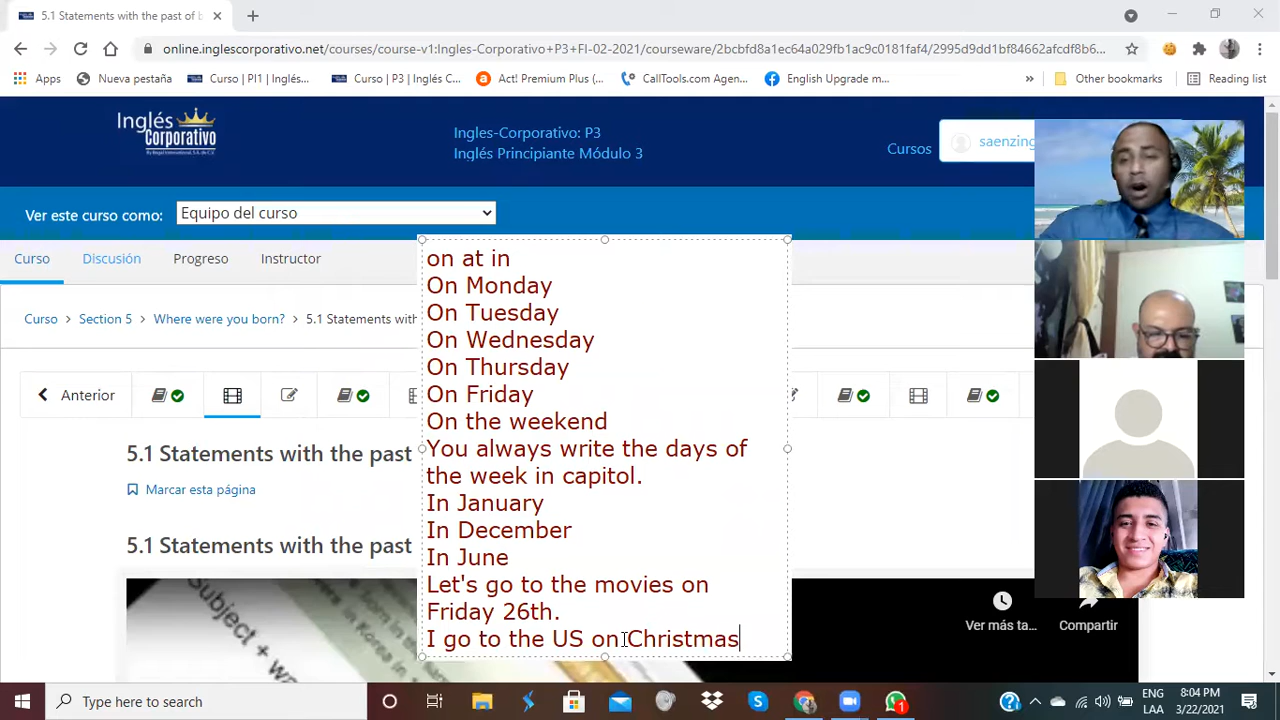 5.1 Statements with the past of b
online.inglescorporativo.net/courses/course-v1:Ingles-Corporativo+P3+FI-02-2021/courseware/2bcbfd8a1ec64a029fb1ac9c0181faf4/2995d9dd1bf84662afcdf8b6...
Apps
Nueva pestaña
Curso | PI1 | Inglés...
Curso | P3 | Inglés C...
Act! Premium Plus (...
CallTools.com Agen...
English Upgrade m...
»
Other bookmarks
Reading list
Inglés
Corporativo
Ingles-Corporativo: P3
Inglés Principiante Módulo 3
Cursos
saenzing
Ver este curso como:
Equipo del curso
Curso
Discusión
Progreso
Instructor
Curso > Section 5 > Where were you born? > 5.1 Statements wit
Anterior
5.1 Statements with the past
Marcar esta página
5.1 Statements with the past
on at in
On Monday
On Tuesday
On Wednesday
On Thursday
On Friday
On the weekend
You always write the days of
the week in capitol.
In January
In December
In June
Let's go to the movies on
Friday 26th.
I go to the US on Christmas
Subject + w
Ver más ta...
Compartir
Type here to search
1
ENG
LAA
8:04 PM
3/22/2021